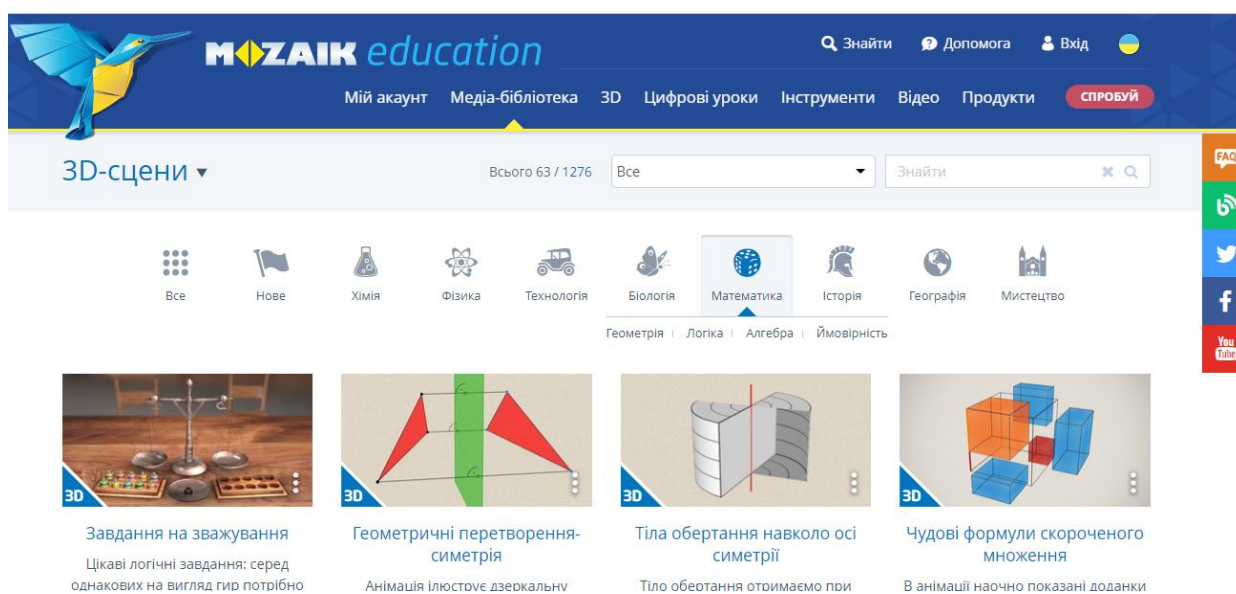 MOZAIK education
Знайти Допомога Вхід
Мій акаунт Медіа-бібліотека 3D Цифрові уроки Інструменти Відео Продукти СПРОБУЙ
3D-сцени Всього 63 / 1276 Все Знайти
FAQ
Все Нове Хімія Фізика Технологія Біологія Математика Історія Географія Мистецтво
Геометрія | Логіка | Алгебра | Ймовірність
You Tube
3D 3D 3D 3D
Завдання на зважування
Цікаві логічні завдання: серед
однакових на вигляд гир потрібно
Геометричні перетворення-
симетрія
Анімація ілюструє дзеркальну
Тіла обертання навколо осі
симетрії
Тіло обертання отримаємо при
Чудові формули скороченого
множення
В анімації наочно показані доданки